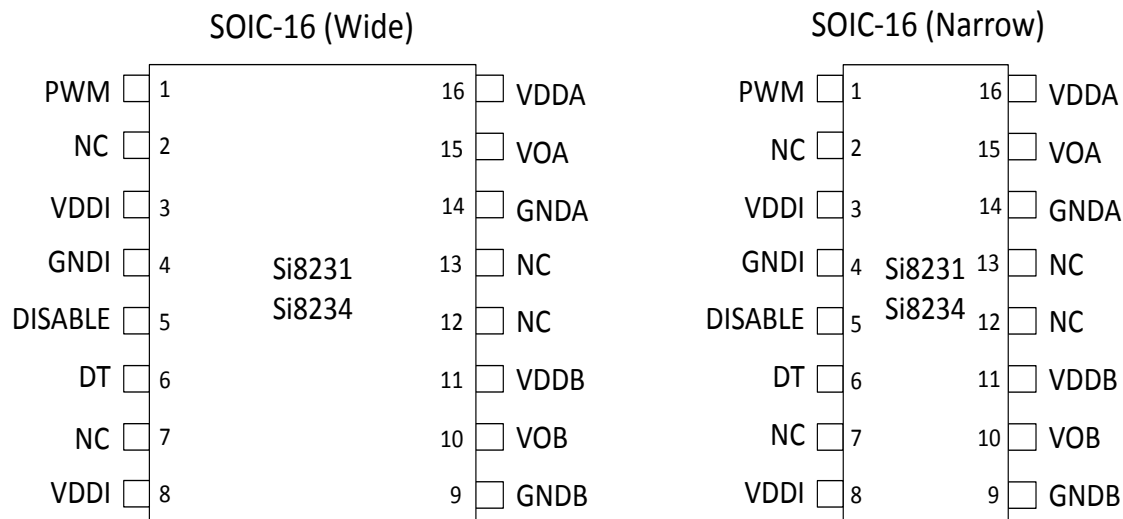 SOIC-16 (Wide)
PWM 1 16 VDDA
NC 2 15 VOA
VDDI 3 14 GNDA
GNDI 4 13 NC
DISABLE 5 12 NC
DT 6 11 VDDB
NC 7 10 VOB
VDDI 8 9 GNDB
Si8231
Si8234
SOIC-16 (Narrow)
PWM 1 16 VDDA
NC 2 15 VOA
VDDI 3 14 GNDA
GNDI 4 13 NC
DISABLE 5 12 NC
DT 6 11 VDDB
NC 7 10 VOB
VDDI 8 9 GNDB
Si8231
Si8234